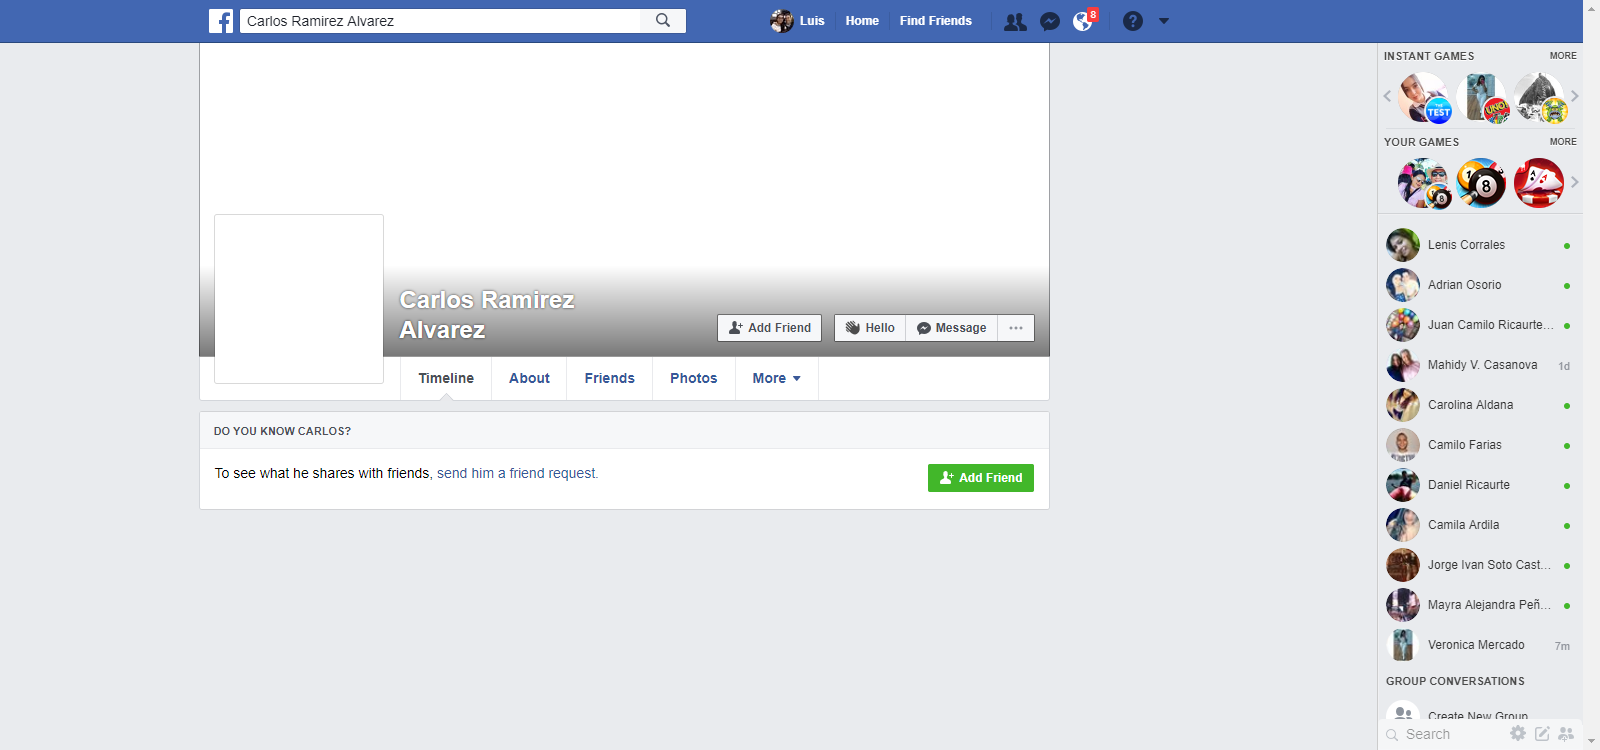 Carlos Ramirez Alvarez
Luis
Home
Find Friends
8
INSTANT GAMES
MORE
THE TEST
UNO
YOUR GAMES
MORE
8
8
A
A
Carlos Ramirez
Alvarez
Add Friend
Hello
Message
Timeline
About
Friends
Photos
More
DO YOU KNOW CARLOS?
To see what he shares with friends, send him a friend request.
Add Friend
Lenis Corrales
Adrian Osorio
Juan Camilo Ricaurte...
Mahidy V. Casanova
1d
Carolina Aldana
Camilo Farias
Daniel Ricaurte
Camila Ardila
Jorge Ivan Soto Cast...
Mayra Alejandra Peñ...
Veronica Mercado
7m
GROUP CONVERSATIONS
Create New Group
Search